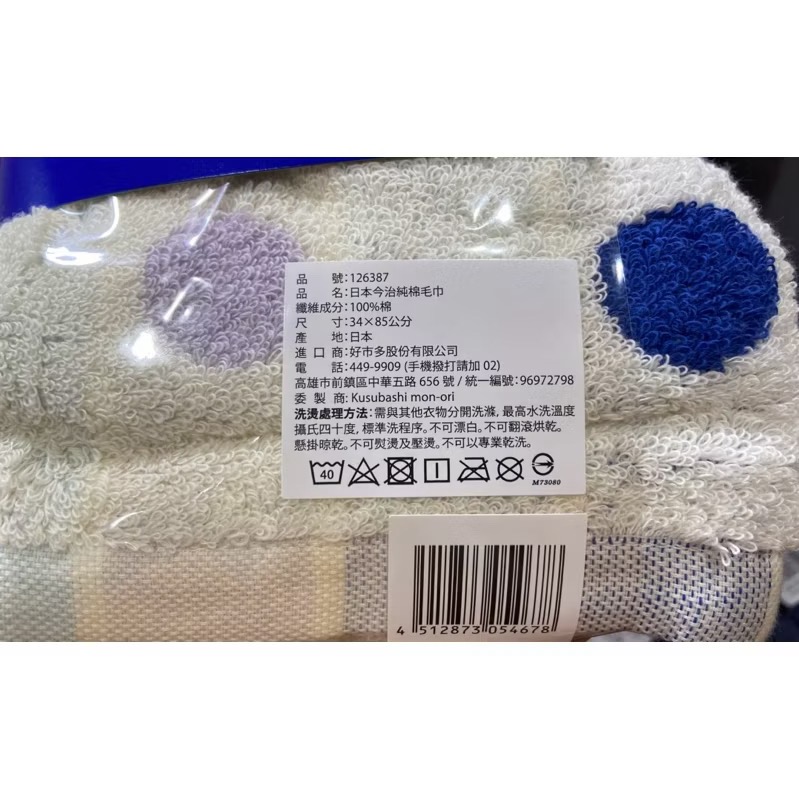 品 號:126387
品 名:日本今治純棉毛巾
纖維成分:100%棉
尺 寸:34×85公分
產 地:日本
進 口 商:好市多股份有限公司
電 話:449-9909 (手機撥打請加 02)
高雄市前鎮區中華五路 656 號 / 統一編號:96972798
委 製 商: Kusubashi mon-ori
洗燙處理方法:需與其他衣物分開洗滌, 最高水洗溫度
攝氏四十度, 標準洗程序。不可漂白。不可翻滾烘乾。
懸掛晾乾。不可熨燙及壓燙。不可以專業乾洗。
40
M73080
4 512873 054678